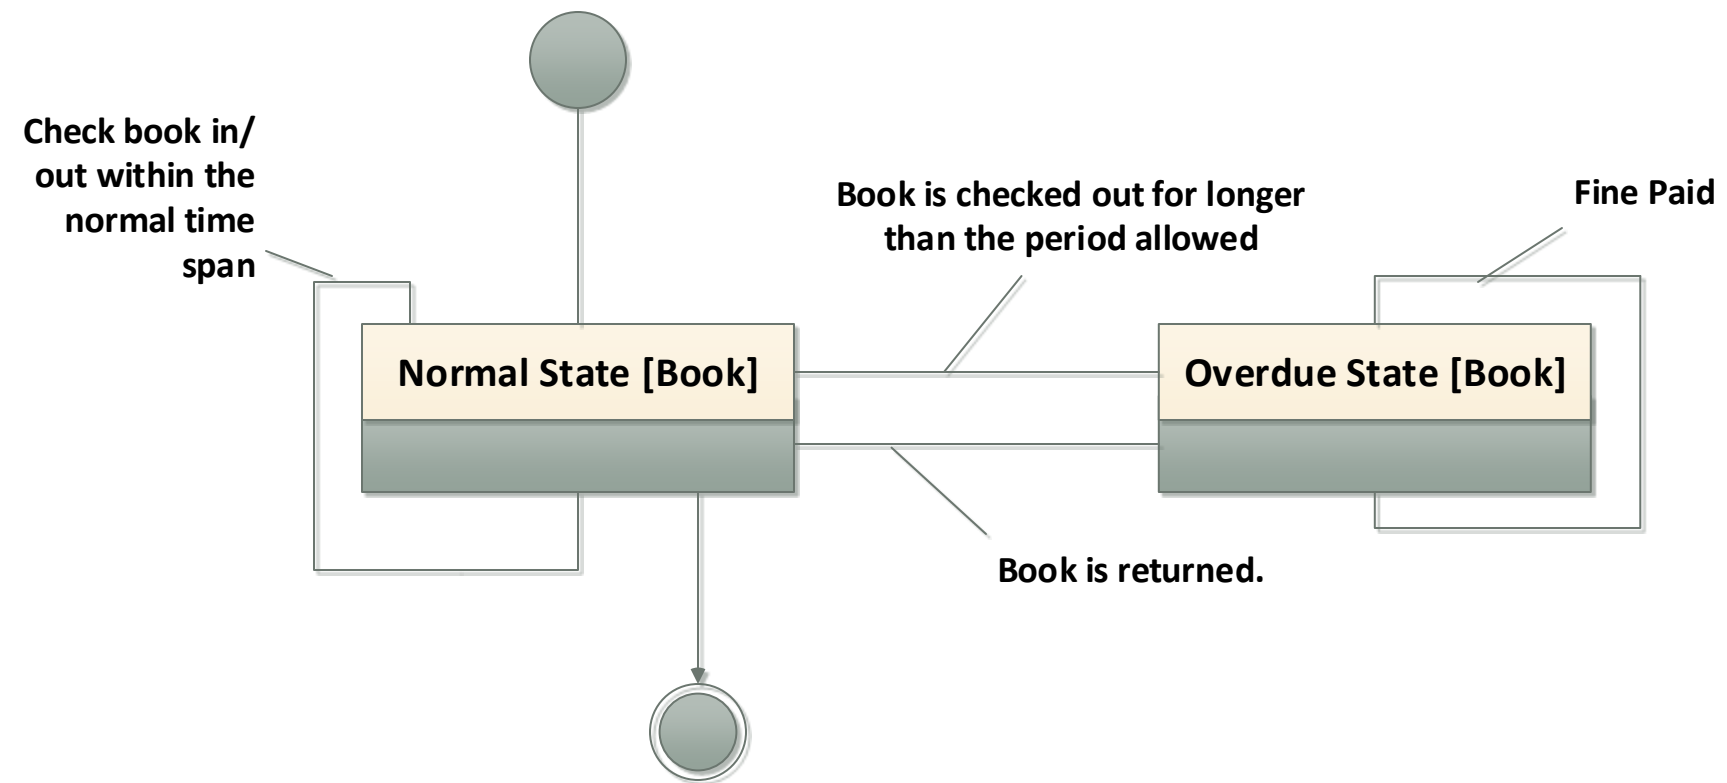 Check book in/
out within the
normal time
span
Book is checked out for longer
than the period allowed
Fine Paid
Normal State [Book]
Overdue State [Book]
Book is returned.